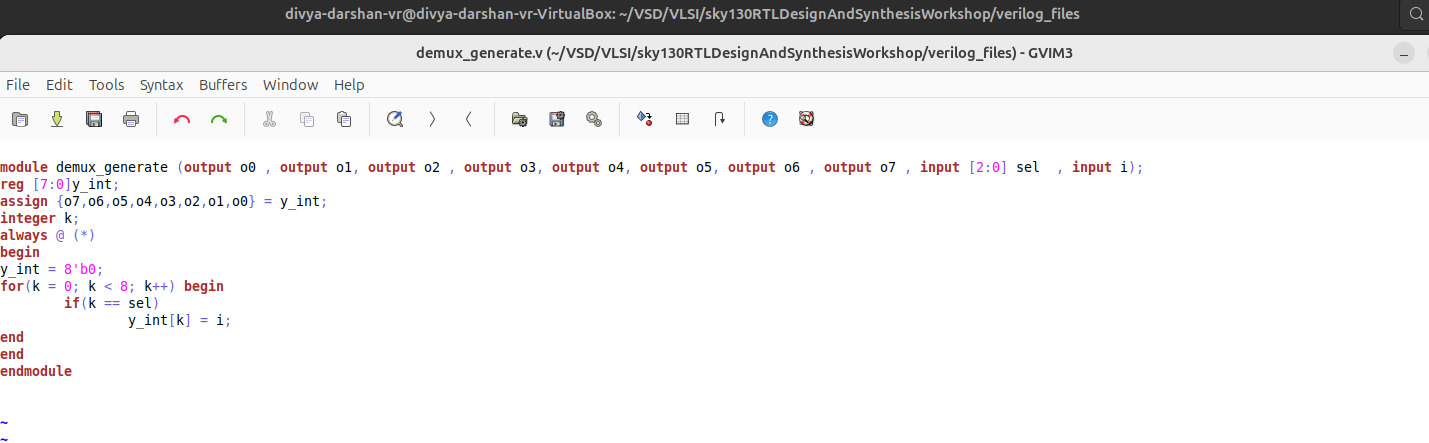 divya-darshan-vr@divya-darshan-vr-VirtualBox: ~/VSD/VLSI/sky130RTLDesignAndSynthesisWorkshop/verilog_files
demux_generate.v (~/VSD/VLSI/sky130RTLDesignAndSynthesisWorkshop/verilog_files) - GVIM3
File Edit Tools Syntax Buffers Window Help
module demux_generate (output o0 , output o1, output o2 , output o3, output o4, output o5, output o6 , output o7 , input [2:0] sel  , input i);
reg [7:0]y_int;
assign {o7,o6,o5,o4,o3,o2,o1,o0} = y_int;
integer k;
always @ (*)
begin
y_int = 8'b0;
for(k = 0; k < 8; k++) begin
        if(k == sel)
                y_int[k] = i;
end
end
endmodule
~
~